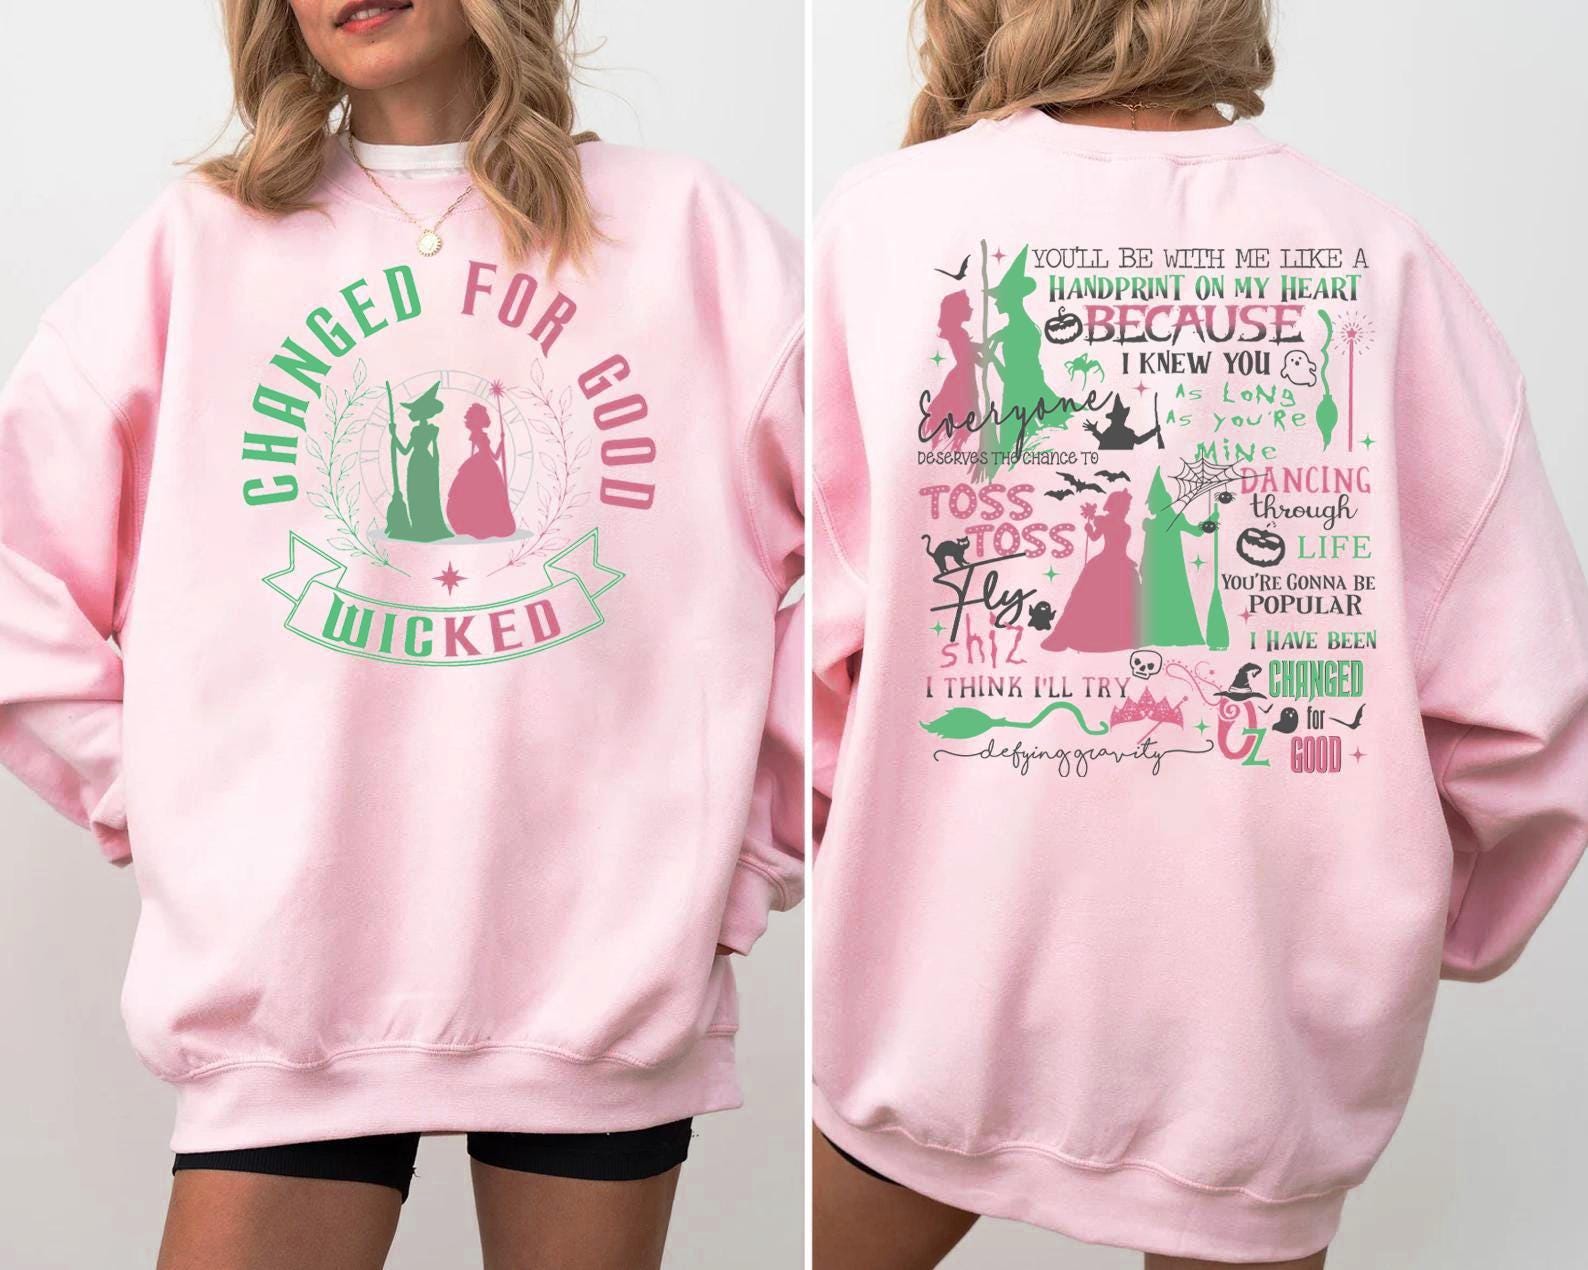 CHANGED FOR GOOD
WICKED
YOU'LL BE WITH ME LIKE A
HANDPRINT ON MY HEART
BECAUSE
I KNEW YOU
Everyone
DESERVES THE CHANCE TO
Fly
AS LONG
AS YOU'RE
MINE
TOSS
TOSS
shiz
DANCING
through
LIFE
YOU'RE GONNA BE
POPULAR
I THINK I'LL TRY
defying gravity
I HAVE BEEN
CHANGED
for
GOOD
OZ